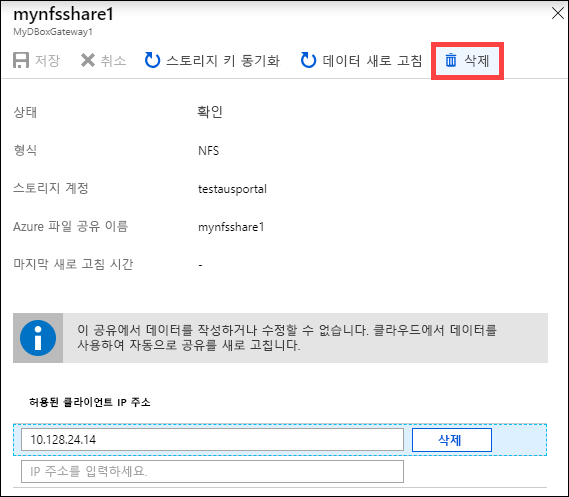 mynfsshare1
MyDBoxGateway1
저장 취소 스토리지 키 동기화 데이터 새로 고침 삭제
상태 확인
형식 NFS
스토리지 계정 testausportal
Azure 파일 공유 이름 mynfsshare1
마지막 새로 고침 시간 -
이 공유에서 데이터를 작성하거나 수정할 수 없습니다. 클라우드에서 데이터를
사용하여 자동으로 공유를 새로 고칩니다.
허용된 클라이언트 IP 주소
10.128.24.14 삭제
IP 주소를 입력하세요.